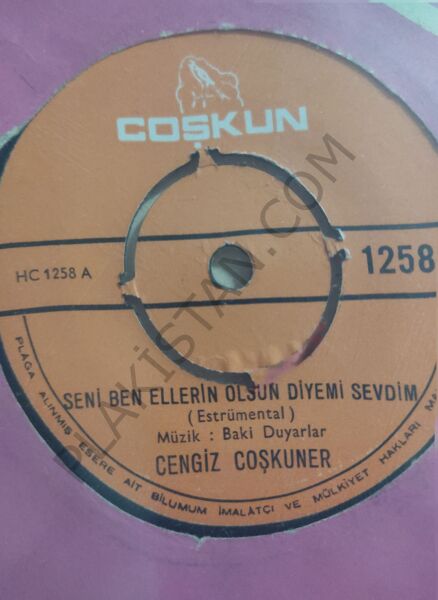 COŞKUN
HC 1258 A
1258
SENİ BEN ELLERİN OLSUN DİYEMİ SEVDİM
(Estrümental)
Müzik : Baki Duyarlar
CENGİZ COŞKUNER
PLAĞA ALINMIŞ ESERE AİT BİLUMUM İMALÂTÇI VE MÜLKİYET HAKLARI
PLAKİSTAN.COM